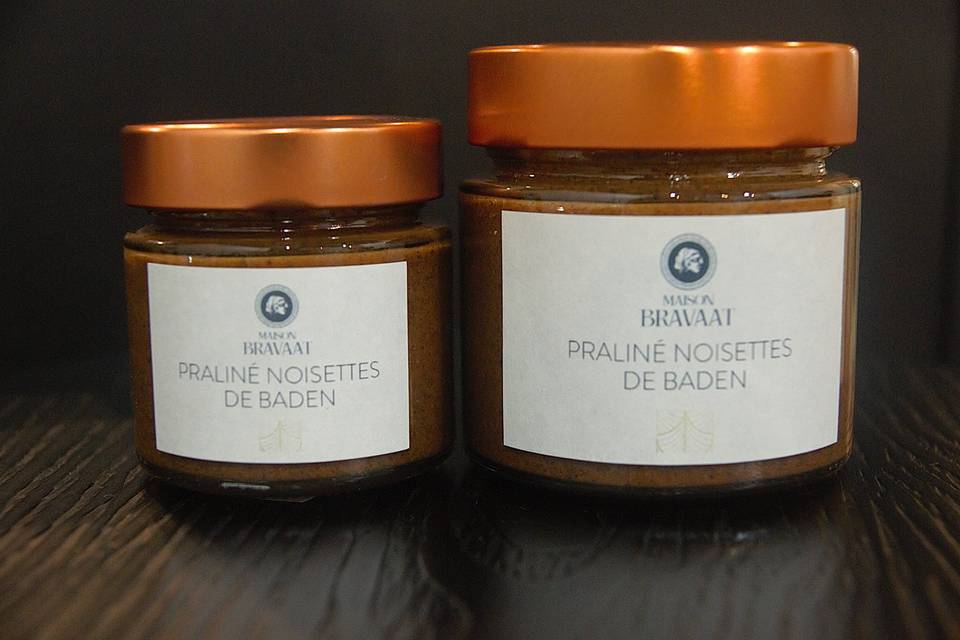 MAISON
BRAVAAT
PRALINÉ NOISETTES
DE BADEN
MAISON
BRAVAAT
PRALINÉ NOISETTES
DE BADEN